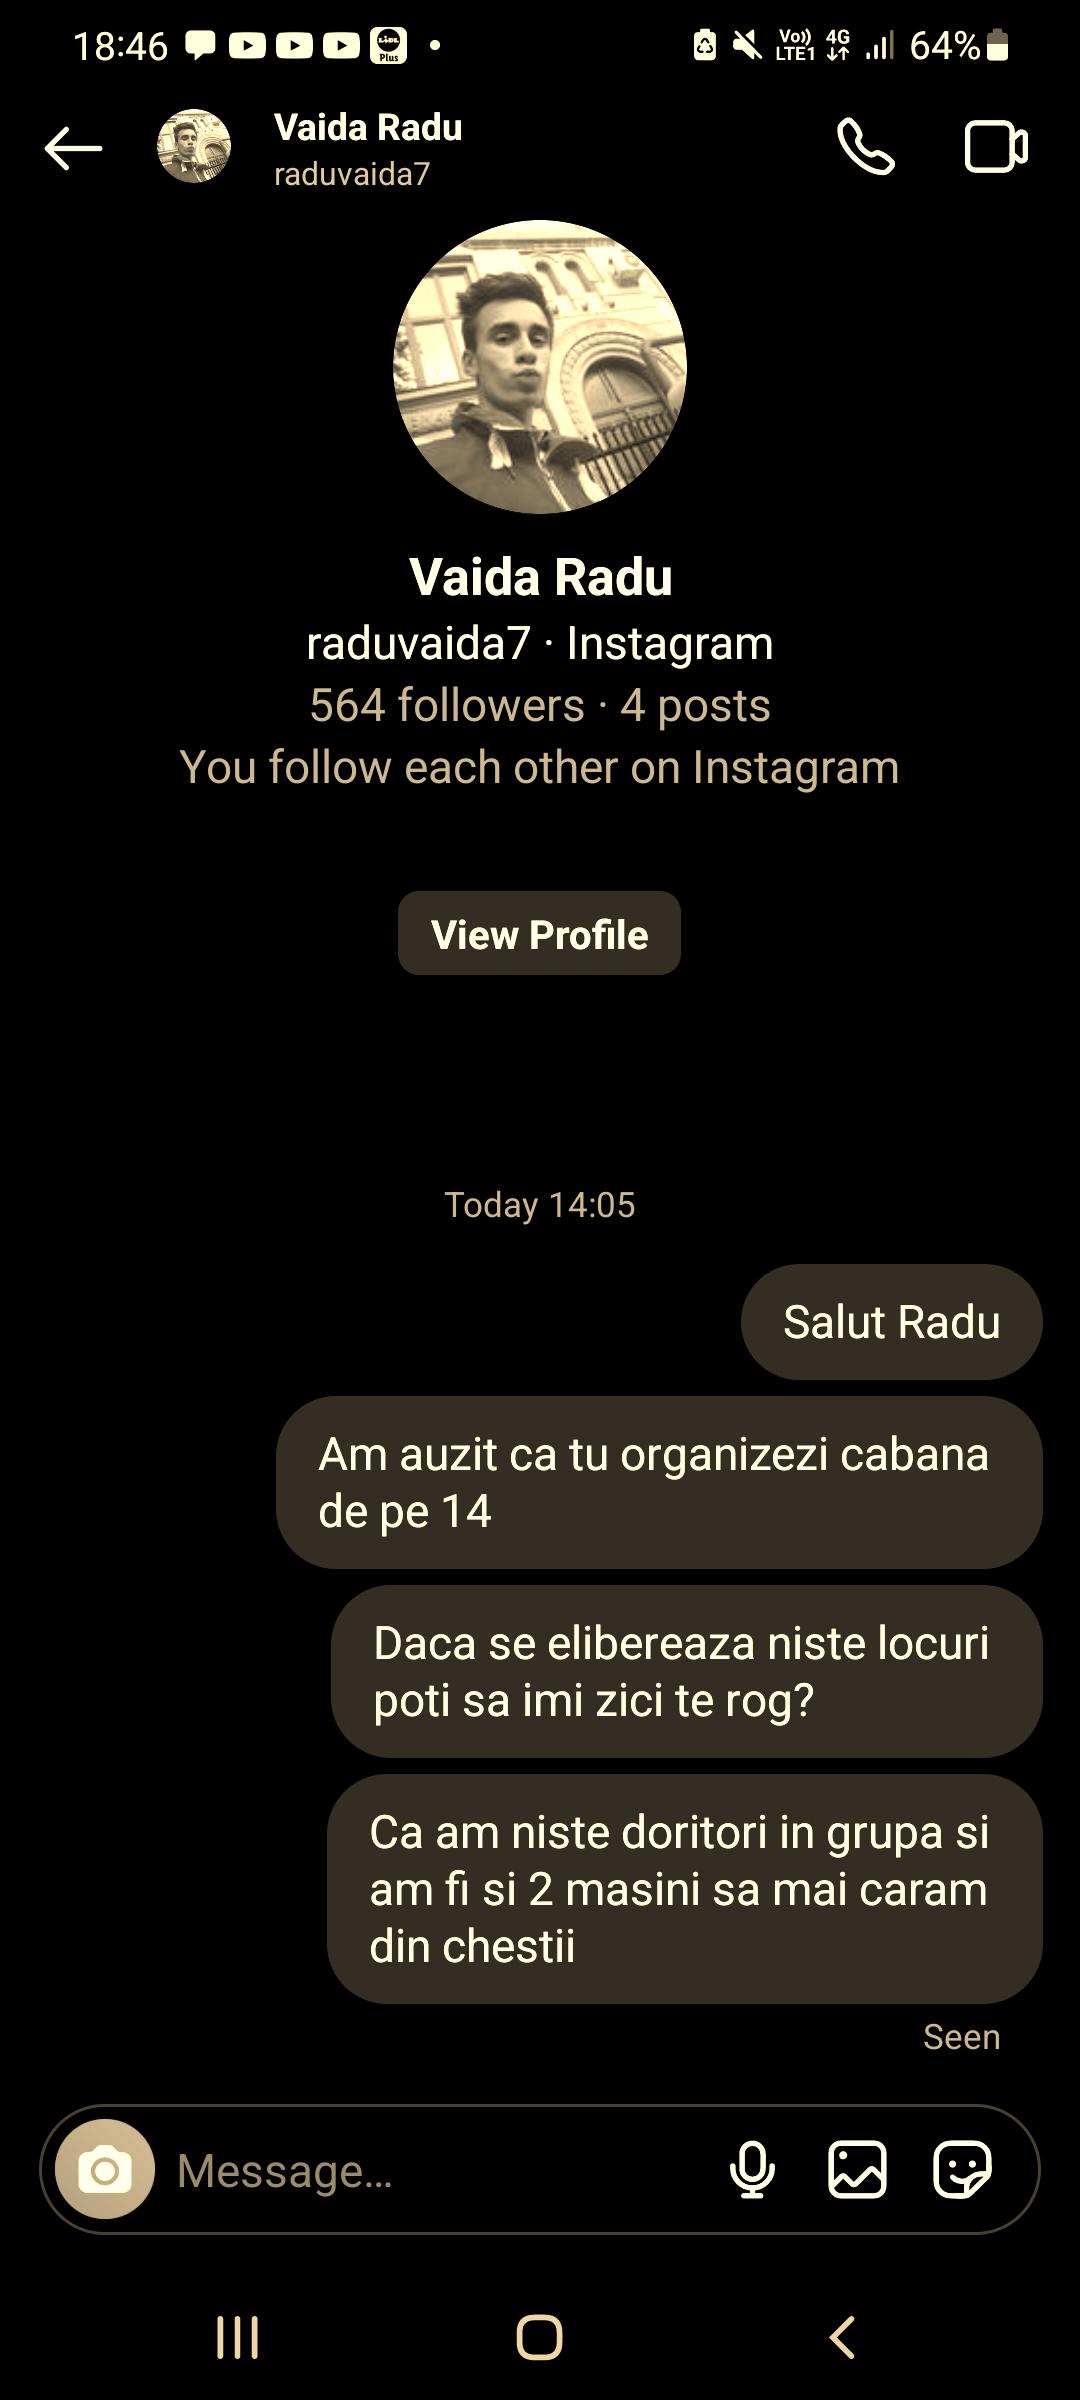 18:46
LiDL
Plus
Vo))
LTE1
4G
64%
Vaida Radu
raduvaida7
Vaida Radu
raduvaida7 · Instagram
564 followers · 4 posts
You follow each other on Instagram
View Profile
Today 14:05
Salut Radu
Am auzit ca tu organizezi cabana
de pe 14
Daca se elibereaza niste locuri
poti sa imi zici te rog?
Ca am niste doritori in grupa si
am fi si 2 masini sa mai caram
din chestii
Seen
Message...